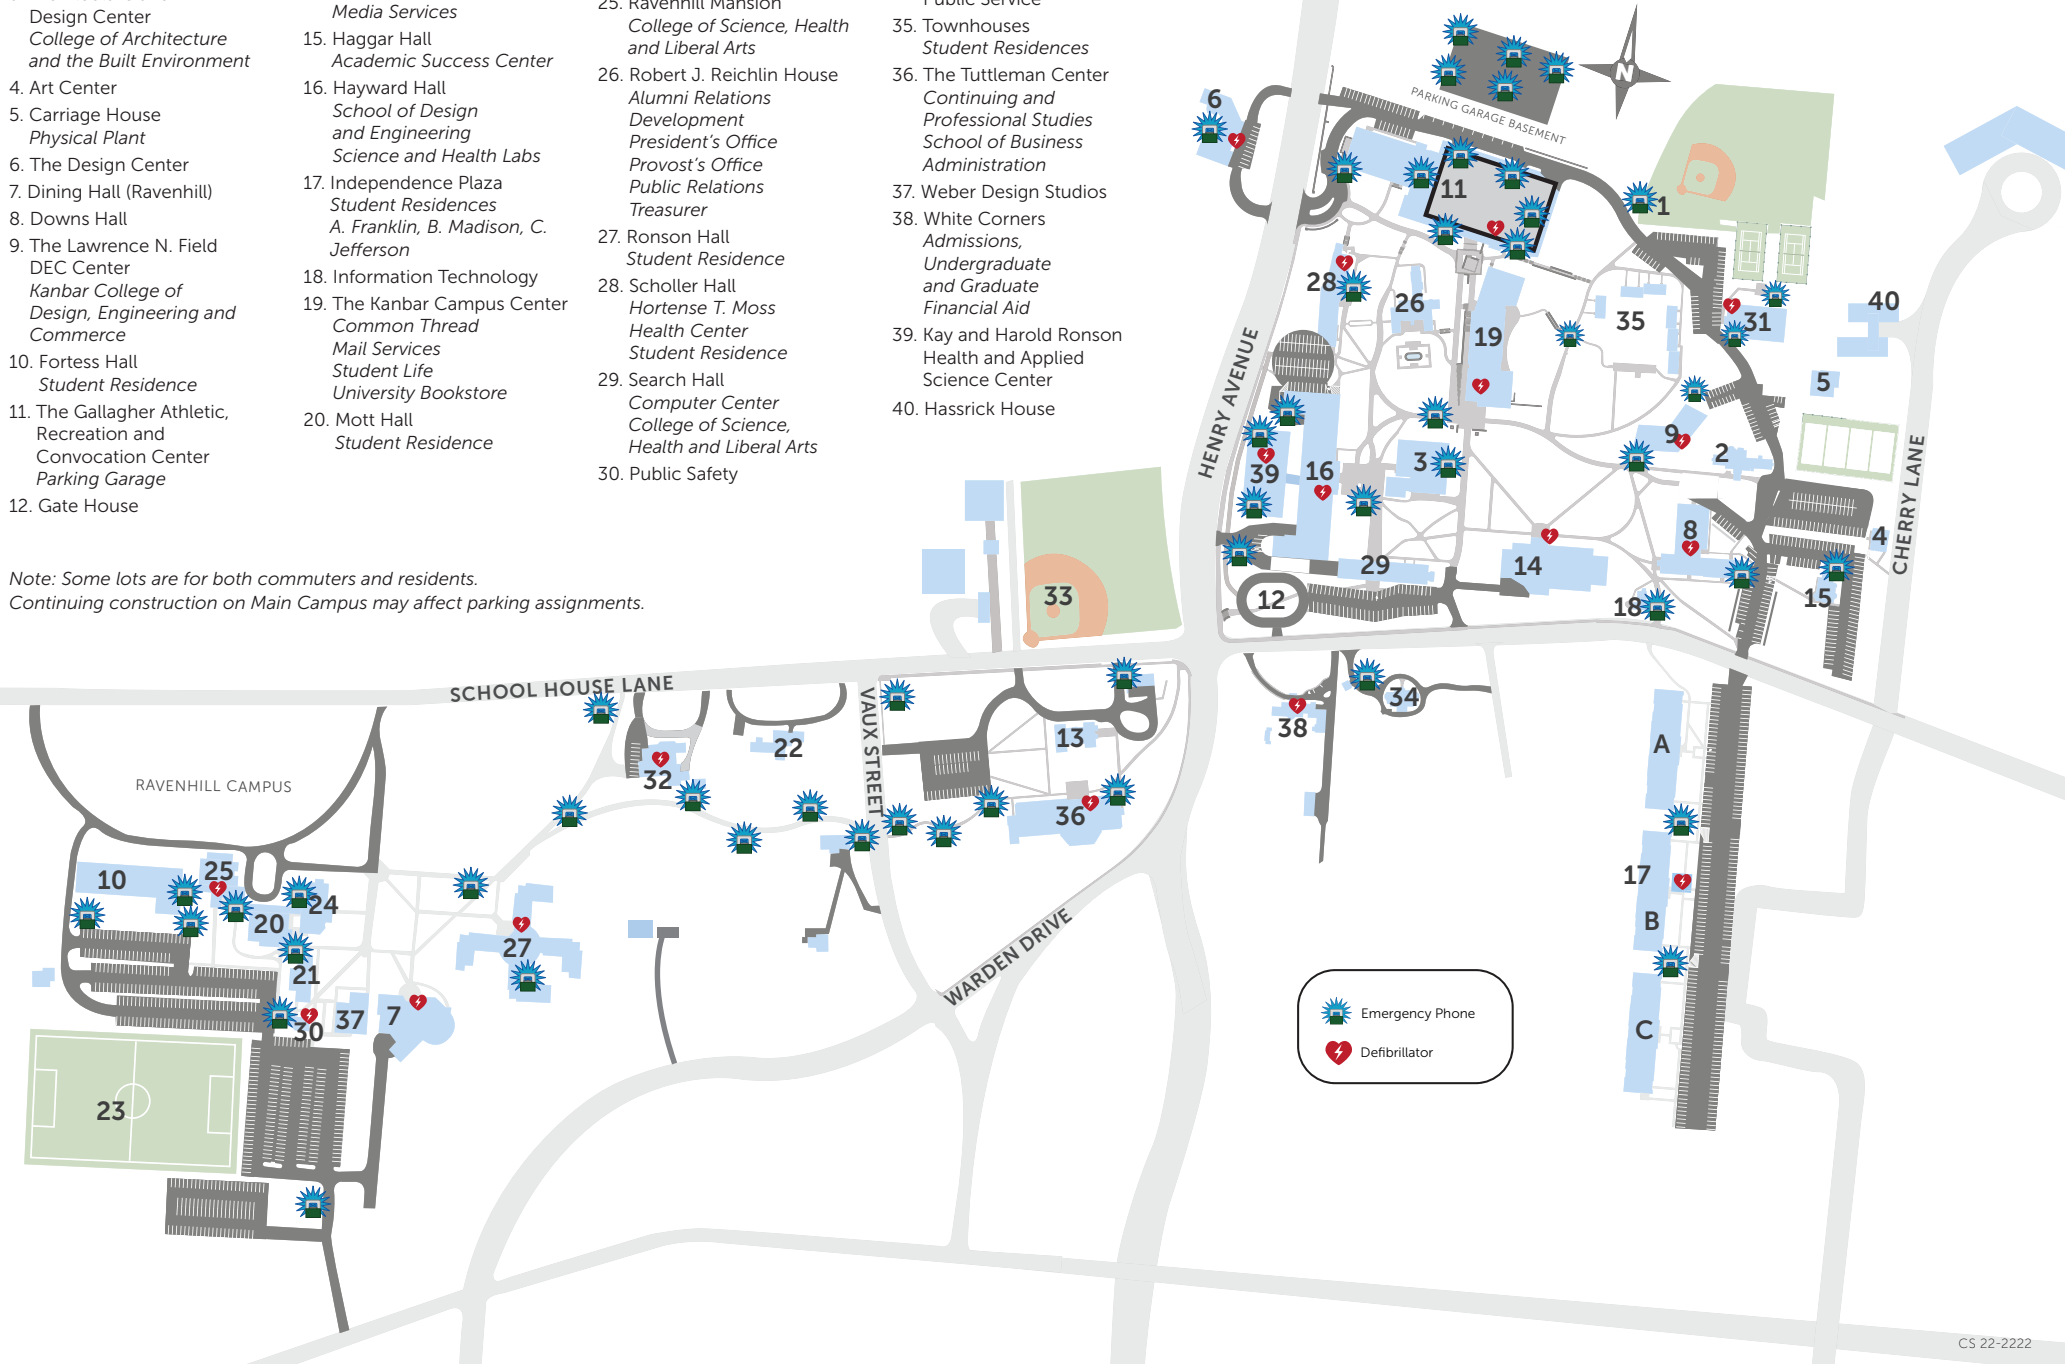 Design Center
College of Architecture
and the Built Environment
4. Art Center
5. Carriage House
Physical Plant
6. The Design Center
7. Dining Hall (Ravenhill)
8. Downs Hall
9. The Lawrence N. Field
DEC Center
Kanbar College of
Design, Engineering and
Commerce
10. Fortess Hall
Student Residence
11. The Gallagher Athletic,
Recreation and
Convocation Center
Parking Garage
12. Gate House
Media Services
15. Haggar Hall
Academic Success Center
16. Hayward Hall
School of Design
and Engineering
Science and Health Labs
17. Independence Plaza
Student Residences
A. Franklin, B. Madison, C.
Jefferson
18. Information Technology
19. The Kanbar Campus Center
Common Thread
Mail Services
Student Life
University Bookstore
20. Mott Hall
Student Residence
25. Ravenhill Mansion
College of Science, Health
and Liberal Arts
26. Robert J. Reichlin House
Alumni Relations
Development
President's Office
Provost's Office
Public Relations
Treasurer
27. Ronson Hall
Student Residence
28. Scholler Hall
Hortense T. Moss
Health Center
Student Residence
29. Search Hall
Computer Center
College of Science,
Health and Liberal Arts
30. Public Safety
Public Service
35. Townhouses
Student Residences
36. The Tuttleman Center
Continuing and
Professional Studies
School of Business
Administration
37. Weber Design Studios
38. White Corners
Admissions,
Undergraduate
and Graduate
Financial Aid
39. Kay and Harold Ronson
Health and Applied
Science Center
40. Hassrick House
Note: Some lots are for both commuters and residents.
Continuing construction on Main Campus may affect parking assignments.
N
PARKING GARAGE BASEMENT
6
11
1
28
26
19
35
31
40
5
HENRY AVENUE
39
16
3
9
2
8
4
CHERRY LANE
29
14
12
18
15
33
SCHOOL HOUSE LANE
VAUX STREET
34
38
13
22
32
36
A
17
B
C
RAVENHILL CAMPUS
10
25
24
20
27
21
30
37
7
23
WARDEN DRIVE
Emergency Phone
Defibrillator
CS 22-2222